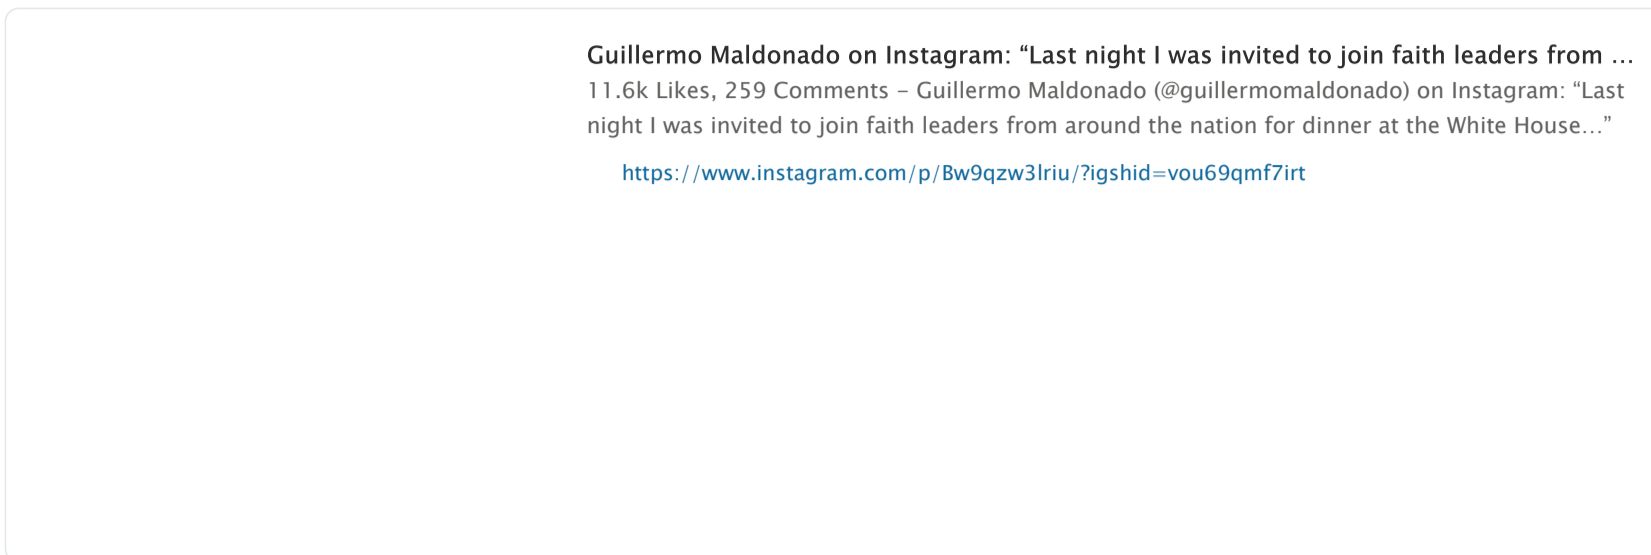 Guillermo Maldonado on Instagram: “Last night I was invited to join faith leaders from ...
11.6k Likes, 259 Comments – Guillermo Maldonado (@guillermomaldonado) on Instagram: “Last
night I was invited to join faith leaders from around the nation for dinner at the White House...”
https://www.instagram.com/p/Bw9qzw3lriu/?igshid=vou69qmf7irt